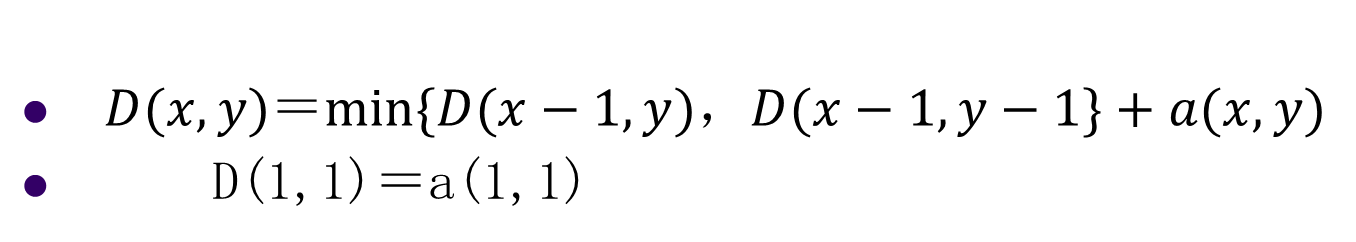 • D(x, y)=min{D(x − 1, y), D(x − 1, y − 1} + a(x, y)
• D(1, 1)=a(1, 1)